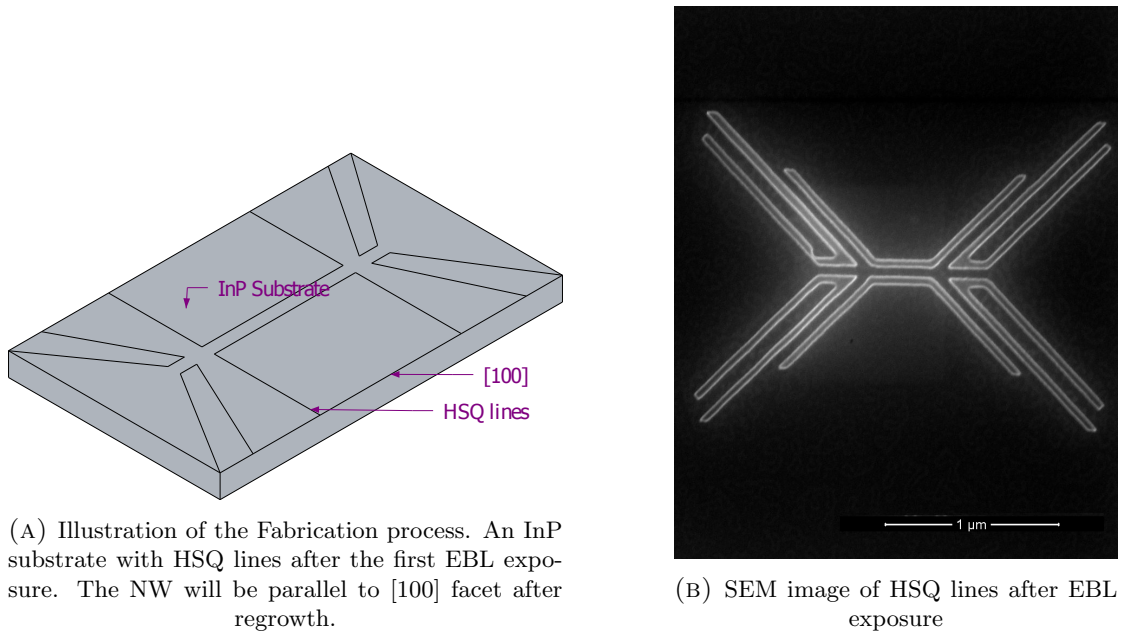 InP Substrate
[100]
HSQ lines
1 µm
(A) Illustration of the Fabrication process. An InP
substrate with HSQ lines after the first EBL expo-
sure. The NW will be parallel to [100] facet after
regrowth.
(B) SEM image of HSQ lines after EBL
exposure